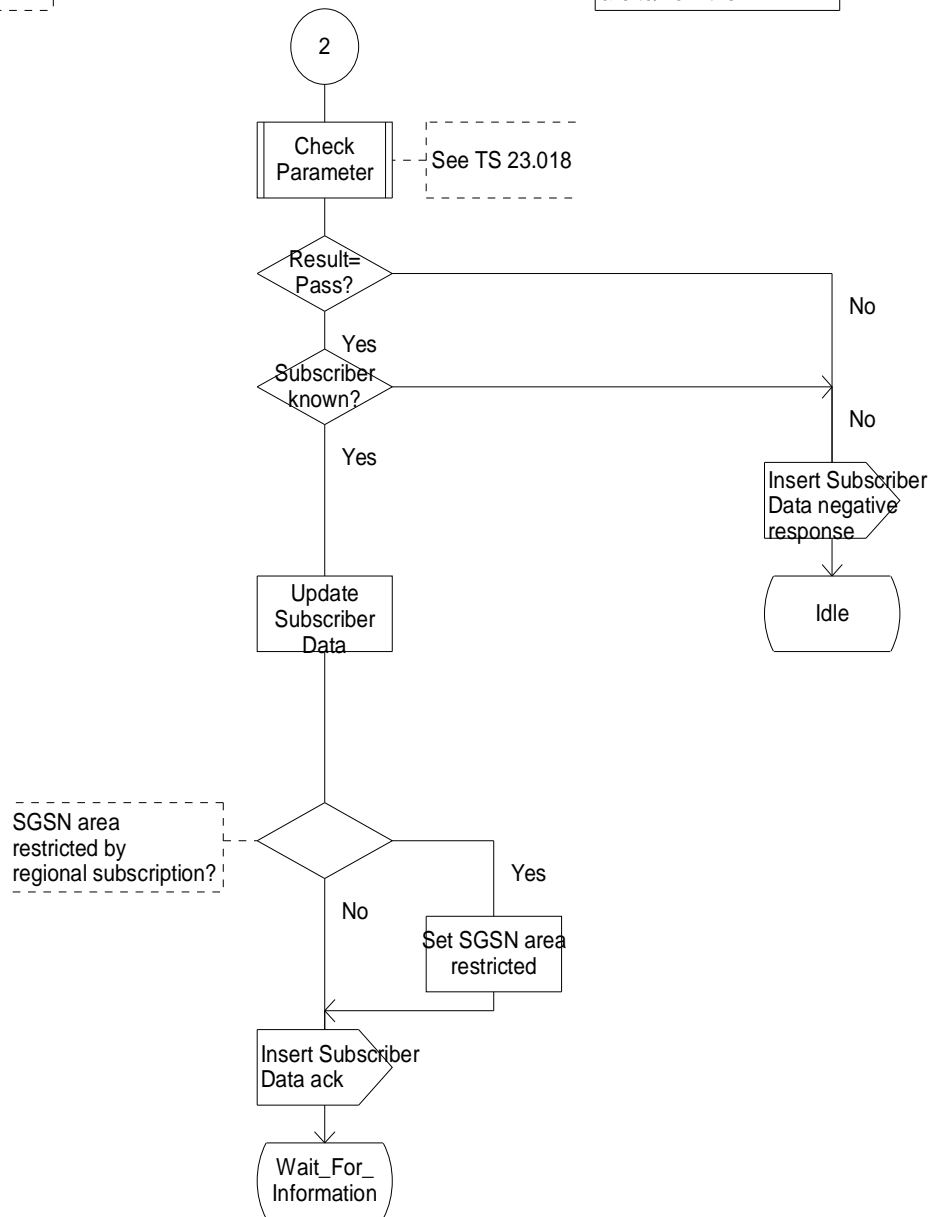 2
Check
Parameter
See TS 23.018
Result=
Pass?
No
Yes
Subscriber
known?
No
Yes
Insert Subscriber
Data negative
response
Update
Subscriber
Data
Idle
SGSN area
restricted by
regional subscription?
Yes
No
Set SGSN area
restricted
Insert Subscriber
Data ack
Wait_For_
Information